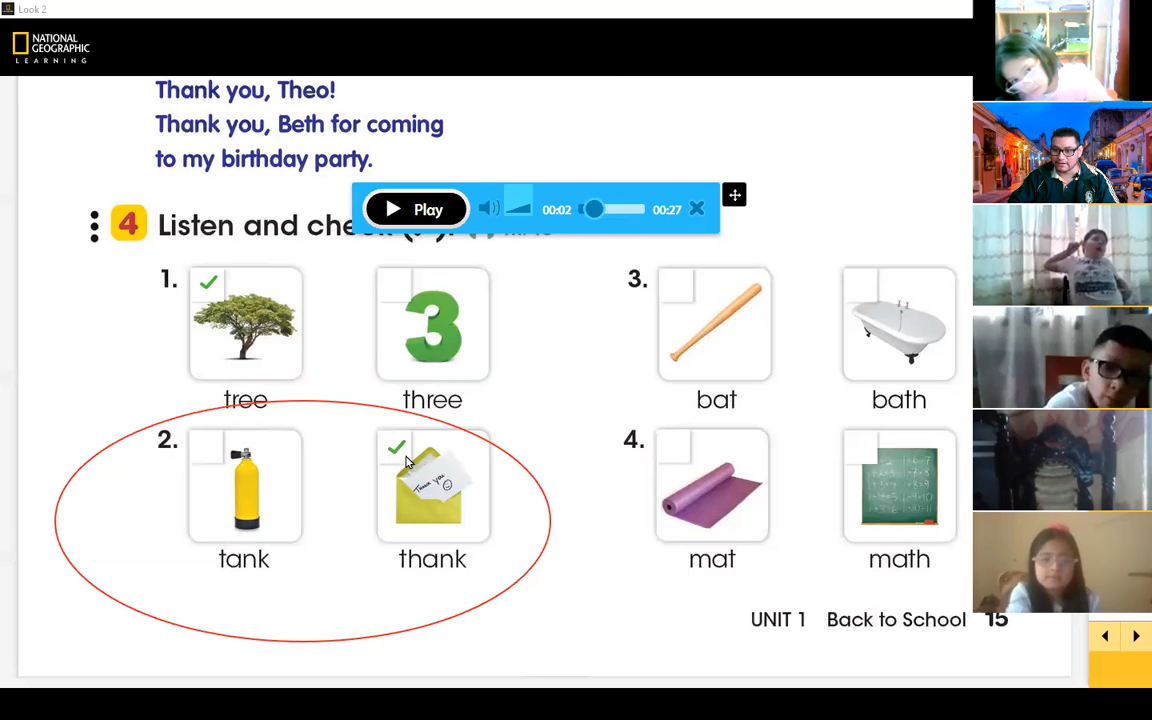 Look 2
NATIONAL
GEOGRAPHIC
LEARNING
Thank you, Theo!
Thank you, Beth for coming
to my birthday party.
Play
00:02
00:27
4 Listen and che
1.
tree
three
3.
bat
bath
2.
THANK YOU
tank
thank
4.
mat
math
UNIT 1 Back to School 15